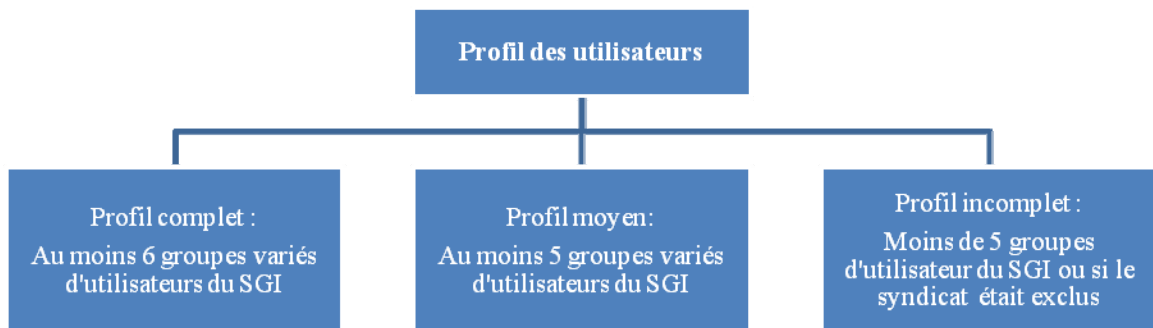 Profil des utilisateurs
Profil complet :
Au moins 6 groupes variés
d'utilisateurs du SGI
Profil moyen:
Au moins 5 groupes variés
d'utilisateurs du SGI
Profil incomplet :
Moins de 5 groupes
d'utilisateur du SGI ou si le
syndicat était exclus